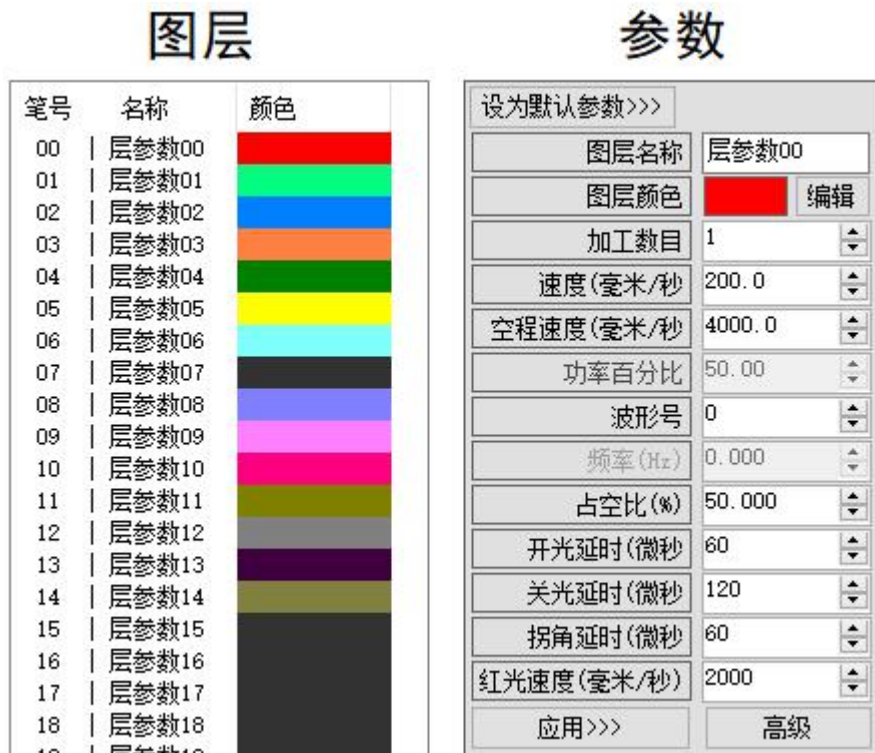 图层
笔号 名称 颜色
00 | 层参数00
01 | 层参数01
02 | 层参数02
03 | 层参数03
04 | 层参数04
05 | 层参数05
06 | 层参数06
07 | 层参数07
08 | 层参数08
09 | 层参数09
10 | 层参数10
11 | 层参数11
12 | 层参数12
13 | 层参数13
14 | 层参数14
15 | 层参数15
16 | 层参数16
17 | 层参数17
18 | 层参数18
参数
设为默认参数>>>
图层名称 层参数00
图层颜色 编辑
加工数目 1
速度(毫米/秒 200.0
空程速度(毫米/秒 4000.0
功率百分比 50.00
波形号 0
频率(Hz) 0.000
占空比(%) 50.000
开光延时(微秒 60
关光延时(微秒 120
拐角延时(微秒 60
红光速度(毫米/秒) 2000
应用>>> 高级